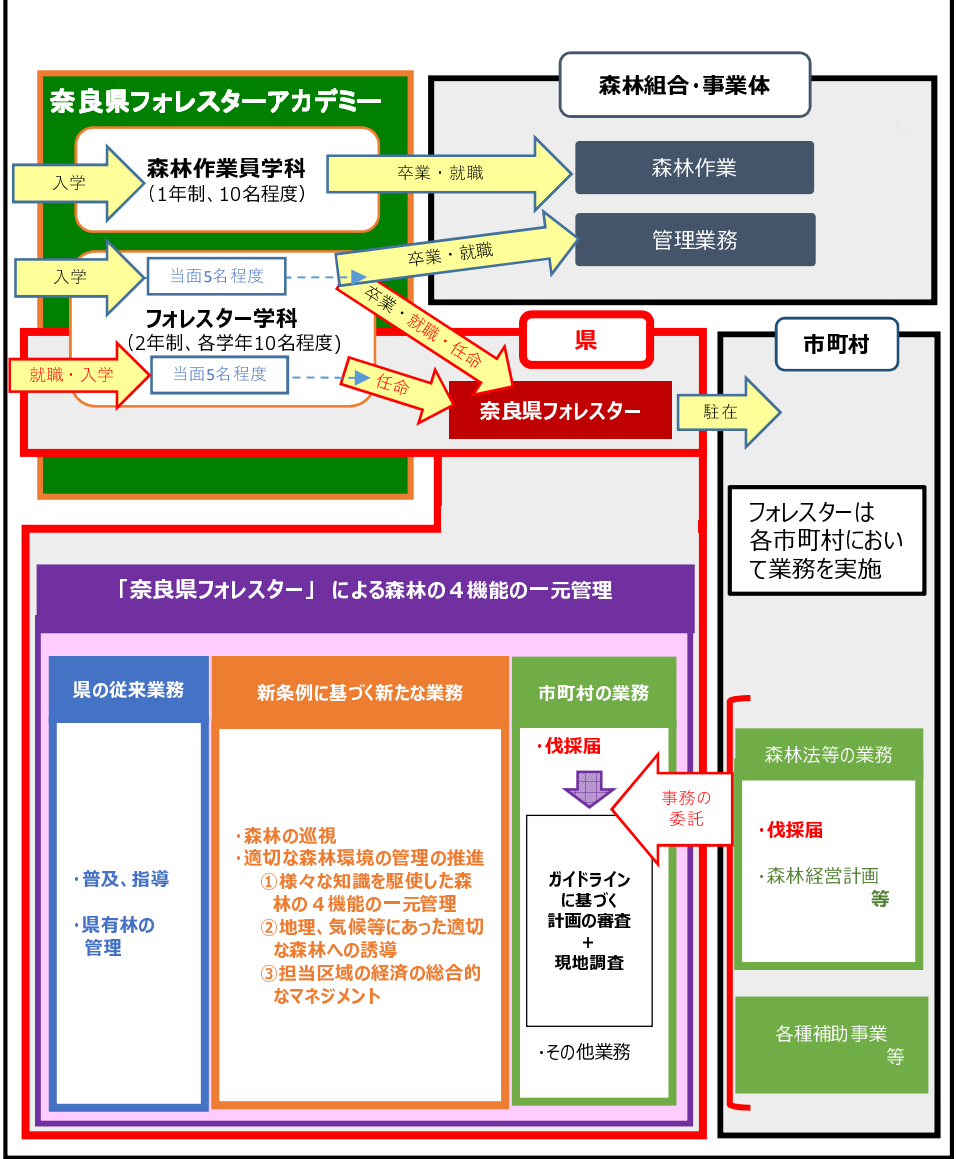 奈良県フォレスターアカデミー
森林組合・事業体
入学
森林作業員学科
（1年制、10名程度）
卒業・就職
森林作業
入学
当面5名程度
卒業・就職
管理業務
フォレスター学科
（2年制、各学年10名程度）
卒業・就職・任命
就職・入学
当面5名程度
任命
県
奈良県フォレスター
駐在
市町村
フォレスターは
各市町村におい
て業務を実施
「奈良県フォレスター」 による森林の４機能の一元管理
県の従来業務
・普及、指導
・県有林の
管理
新条例に基づく新たな業務
・森林の巡視
・適切な森林環境の管理の推進
①様々な知識を駆使した森
林の４機能の一元管理
②地理、気候等にあった適切
な森林への誘導
③担当区域の経済の総合的
なマネジメント
市町村の業務
・伐採届
ガイドライン
に基づく
計画の審査
+
現地調査
・その他業務
事務の
委託
森林法等の業務
・伐採届
・森林経営計画
等
各種補助事業
等